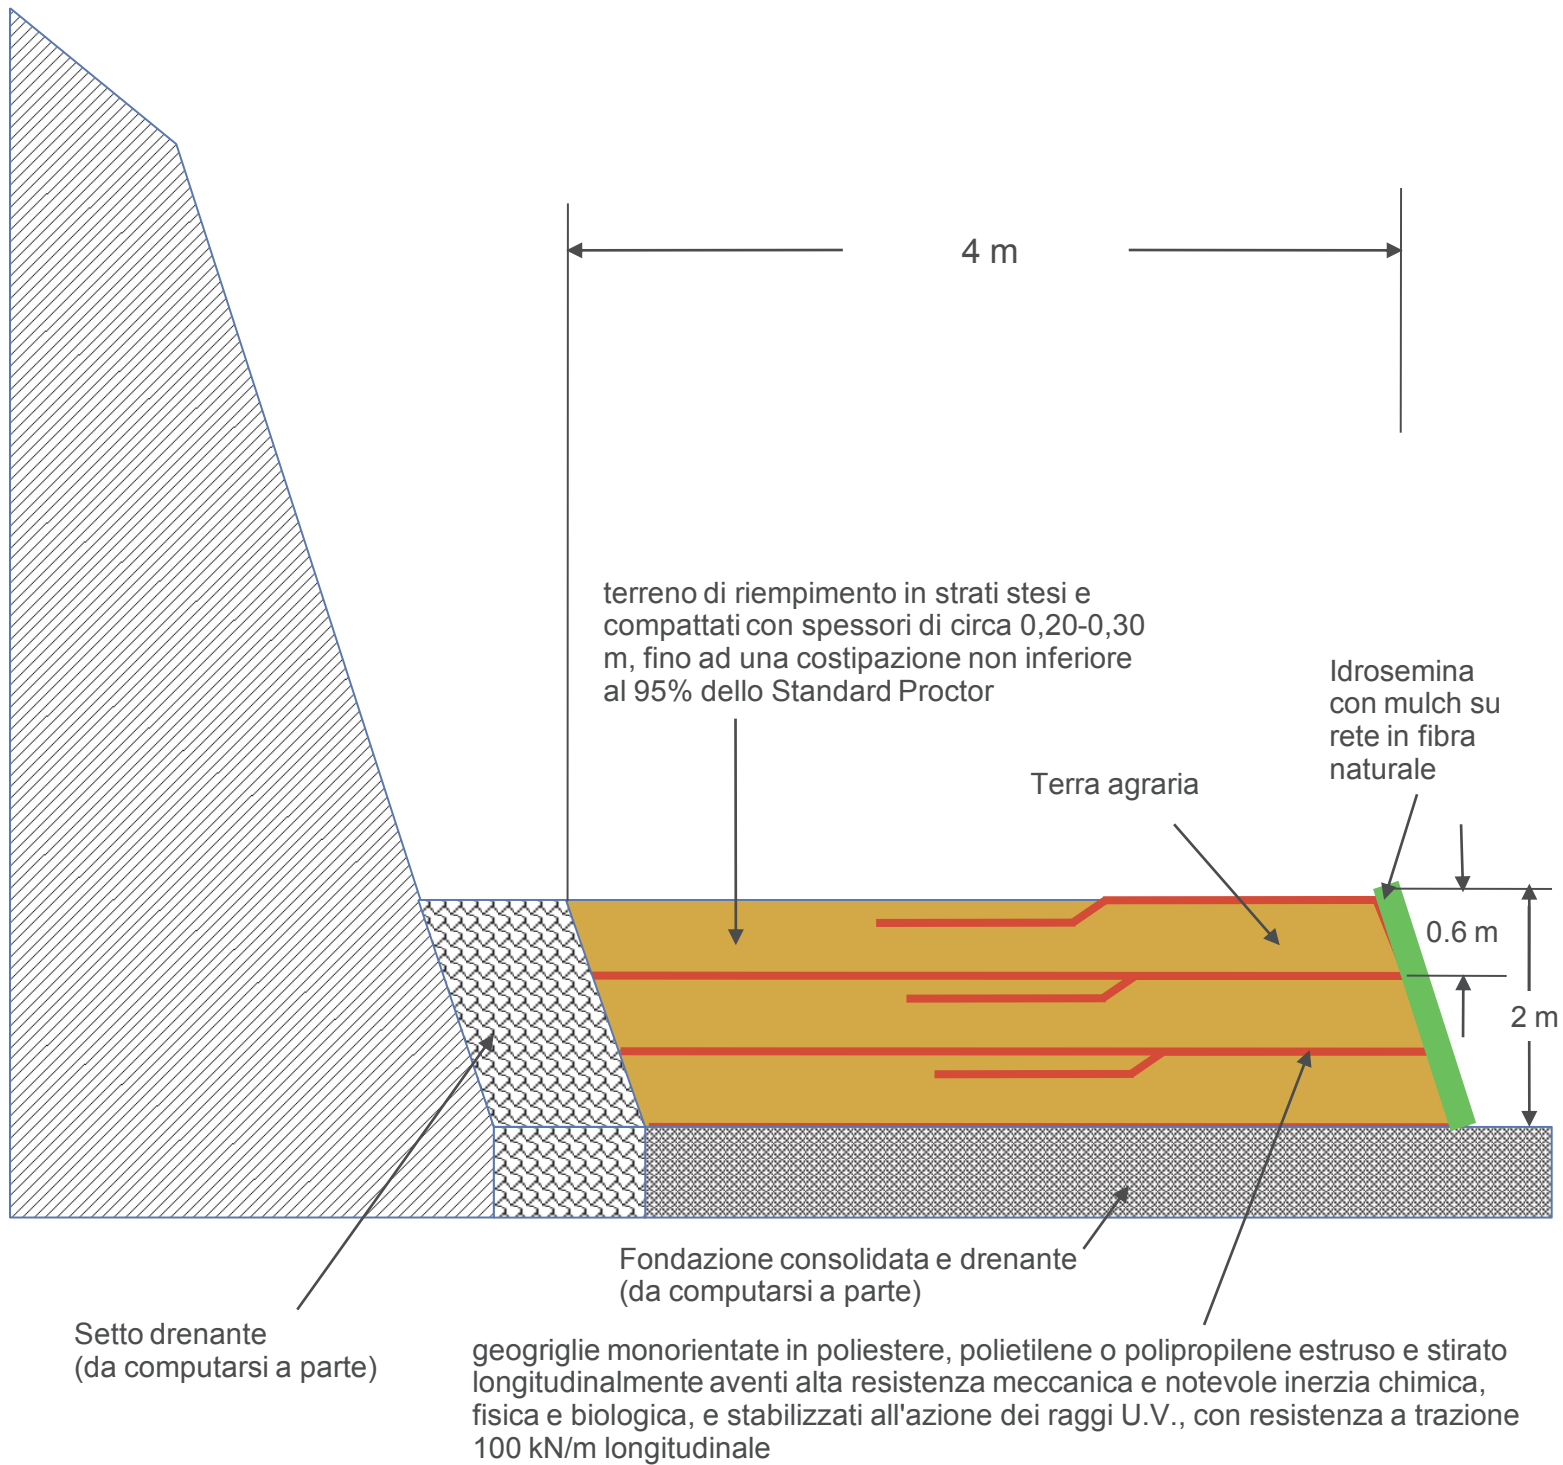 4 m
terreno di riempimento in strati stesi e
compattati con spessori di circa 0,20-0,30
m, fino ad una costipazione non inferiore
al 95% dello Standard Proctor
Idrosemina
con mulch su
rete in fibra
naturale
Terra agraria
0.6 m
2 m
Fondazione consolidata e drenante
(da computarsi a parte)
Setto drenante
(da computarsi a parte)
geogriglie monorientate in poliestere, polietilene o polipropilene estruso e stirato
longitudinalmente aventi alta resistenza meccanica e notevole inerzia chimica,
fisica e biologica, e stabilizzati all'azione dei raggi U.V., con resistenza a trazione
100 kN/m longitudinale